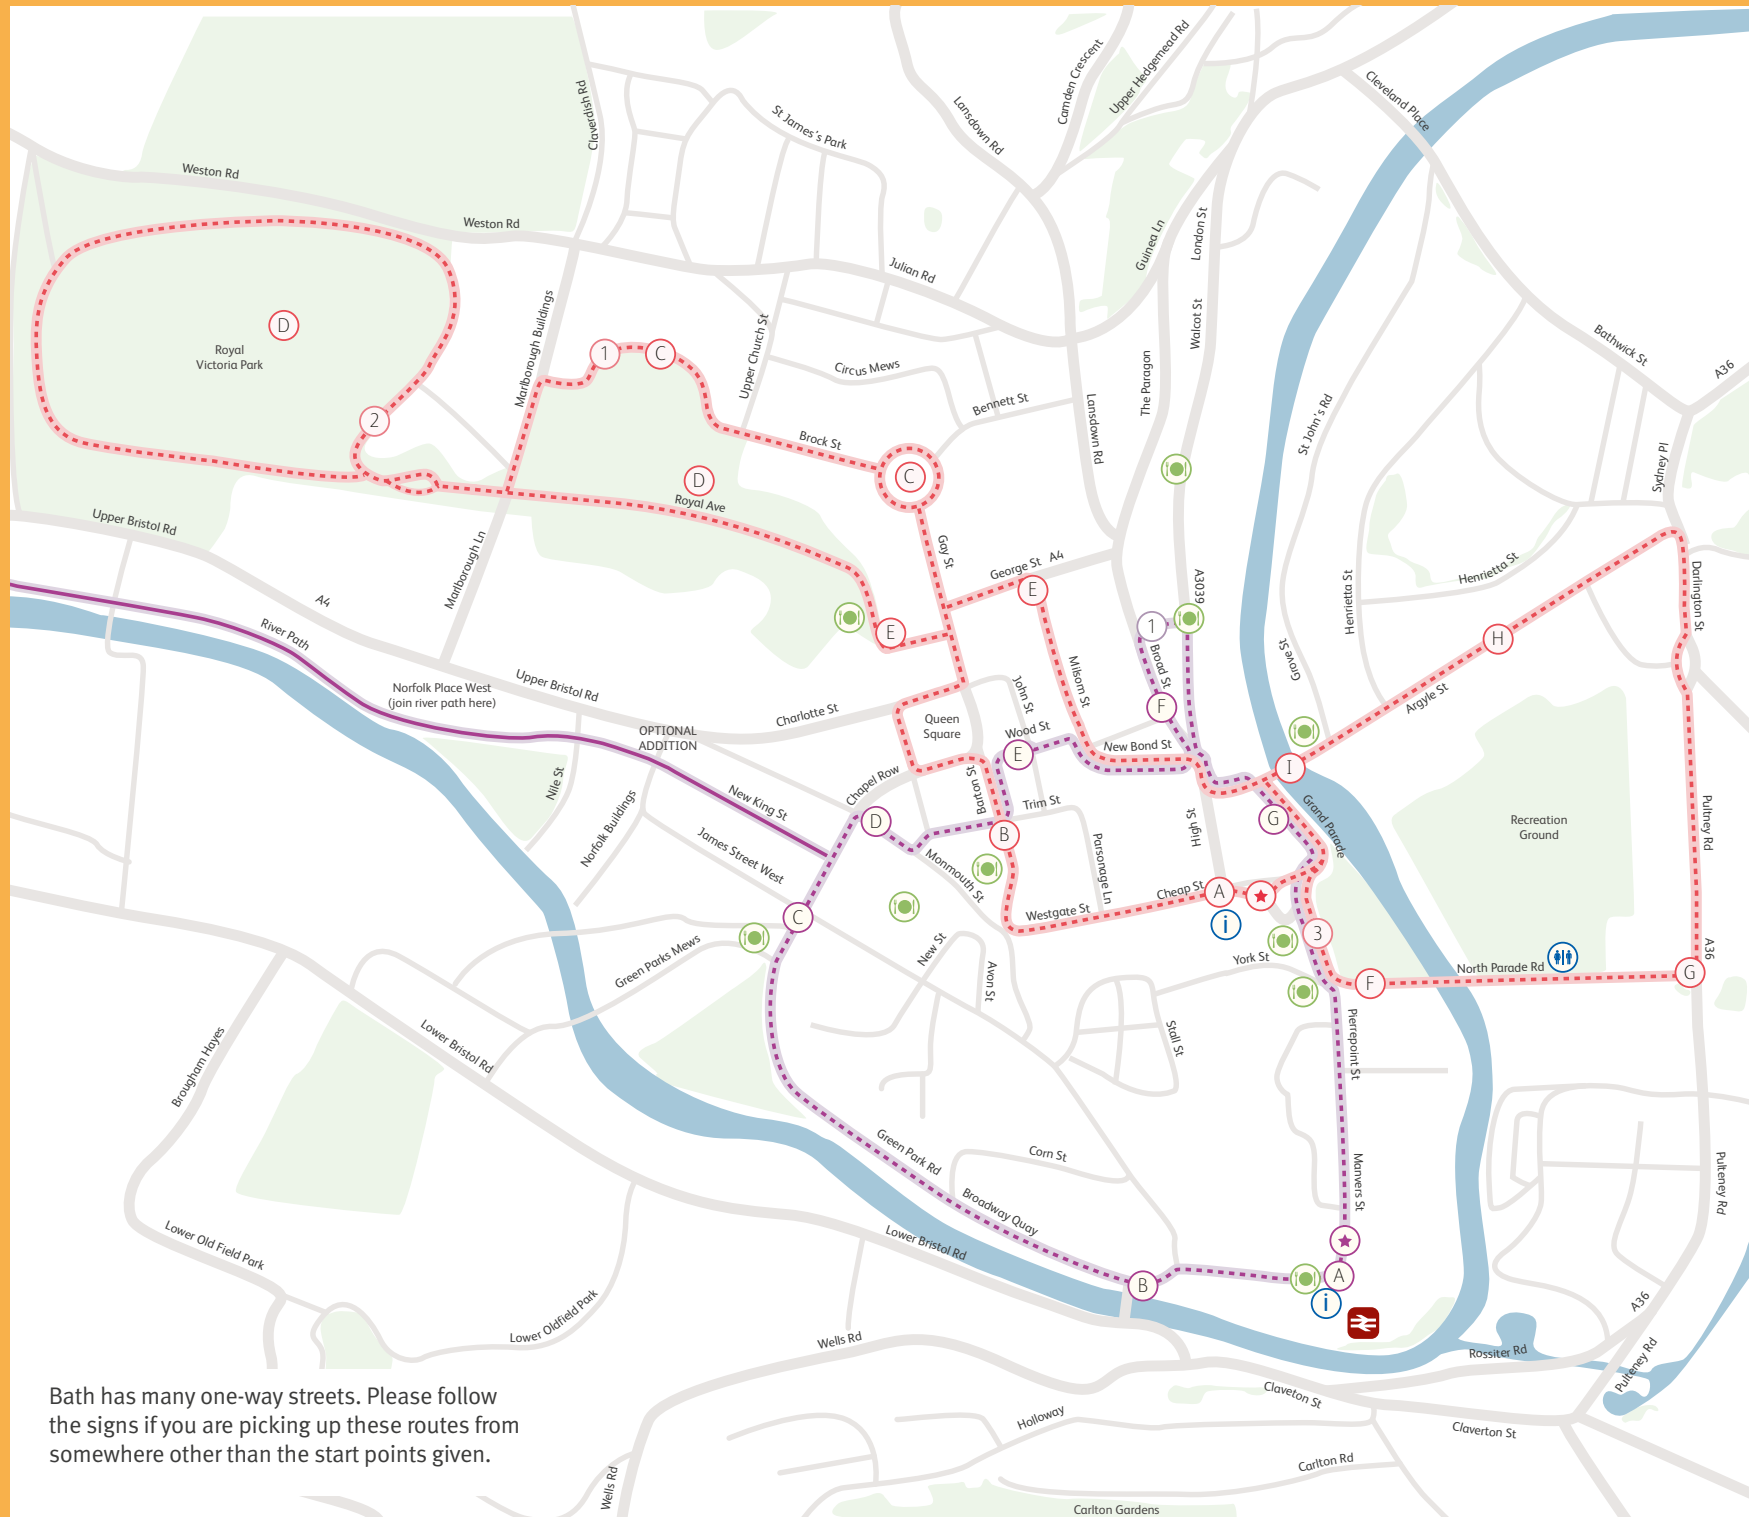 Cleveland Place
Camden Crescent
Upper Hedgemead Rd
Lansdown Rd
Claverdish Rd
St James's Park
Weston Rd
Weston Rd
Guinea Ln
London St
Julian Rd
Marlborough Buildings
Upper Church St
Walcot St
D
Royal
Victoria Park
1
C
Circus Mews
The Paragon
Bathwick St
A36
Bennett St
Lansdown Rd
St John's Rd
2
Brock St
C
D
Royal Ave
Sydney Pl
Upper Bristol Rd
Marlborough Ln
Gay St
George St
A4
E
A3039
Henrietta St
Henrietta St
Darlington St
A4
River Path
E
1
Broad St
Milsom St
John St
Grove St
H
Norfolk Place West
(join river path here)
Upper Bristol Rd
Charlotte St
Queen
Square
F
Argyle St
OPTIONAL
ADDITION
Wood St
E
New Bond St
I
Nile St
Chapel Row
Barton St
Trim St
New King St
Norfolk Buildings
James Street West
D
B
Monmouth St
Parsonage Ln
High St
G
Grand Parade
Recreation
Ground
Pultney Rd
Cheap St
A
Westgate St
C
i
3
New St
Avon St
Green Parks Mews
York St
F
North Parade Rd
A36
G
Brougham Hayes
Lower Bristol Rd
Stall St
Pierrepoint St
Green Park Rd
Corn St
Manvers St
Pulteney Rd
Broadway Quay
Lower Old Field Park
Lower Bristol Rd
B
A
i
A36
Lower Oldfield Park
Wells Rd
Rossiter Rd
Pulteney Rd
Bath has many one-way streets. Please follow
the signs if you are picking up these routes from
somewhere other than the start points given.
Claveton St
Holloway
Claverton St
Wells Rd
Carlton Rd
Carlton Gardens